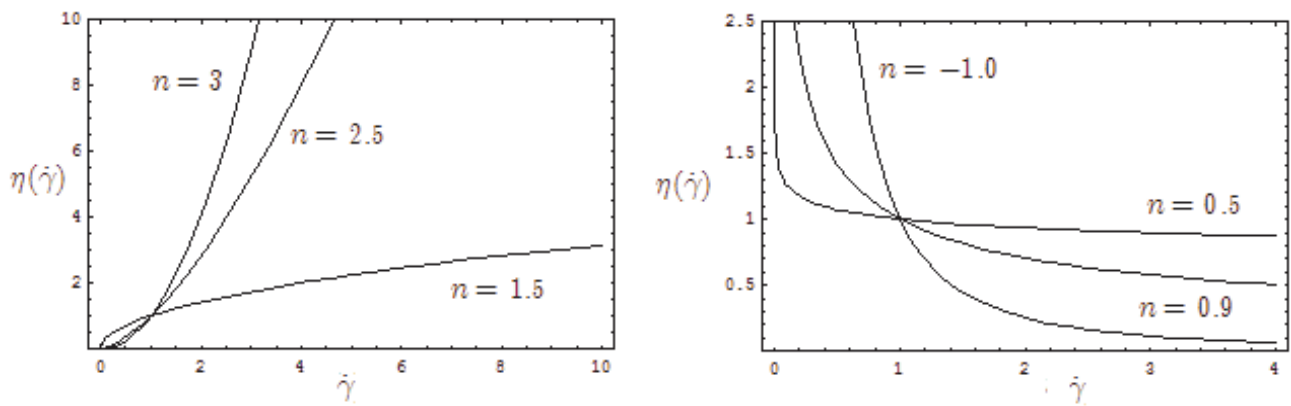 10
8
6
4
2
η(γ̇)
n = 3
n = 2.5
n = 1.5
0 2 4 6 8 10
γ̇
2.5
2
1.5
1
0.5
η(γ̇)
n = −1.0
n = 0.5
n = 0.9
0 1 2 3 4
γ̇